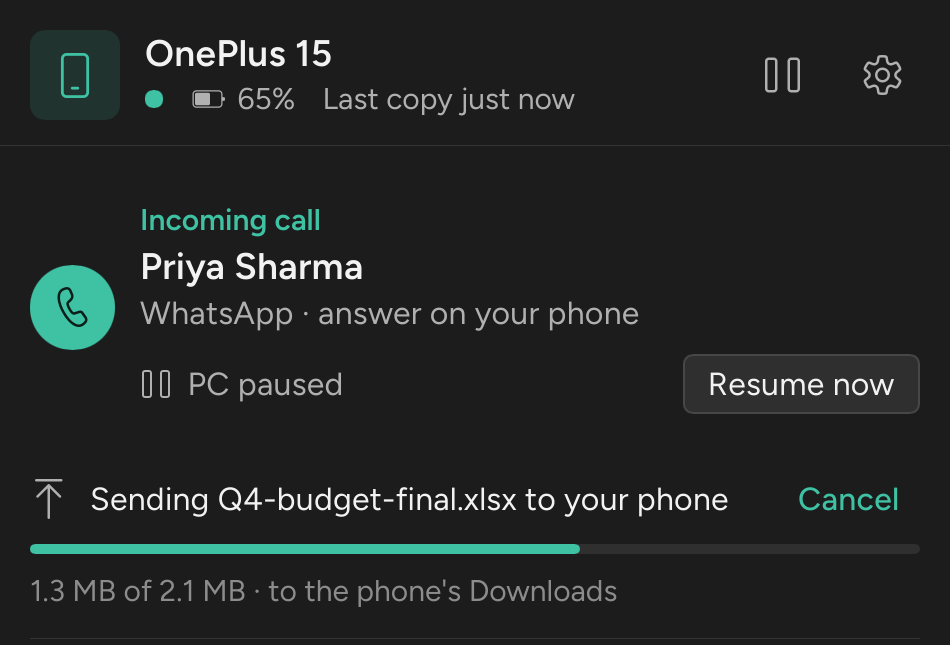 OnePlus 15
65% Last copy just now
Incoming call
Priya Sharma
WhatsApp · answer on your phone
PC paused
Resume now
Sending Q4-budget-final.xlsx to your phone
Cancel
1.3 MB of 2.1 MB · to the phone's Downloads